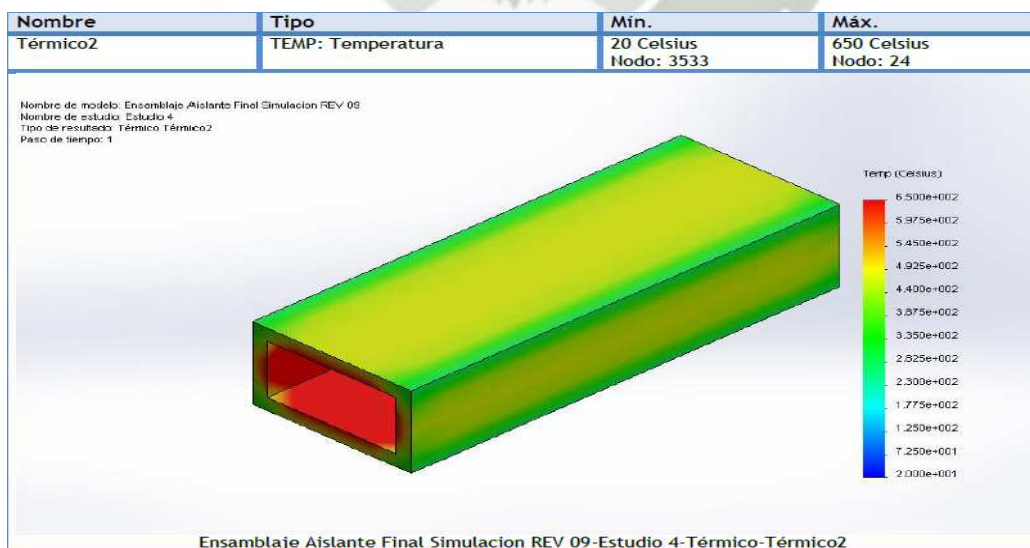 Nombre Tipo Mín. Máx.
Térmico2 TEMP: Temperatura 20 Celsius 650 Celsius
Nodo: 3533 Nodo: 24
Nombre de modelo: Ensamblaje Aislante Final Simulacion REV 09
Nombre de estudio: Estudio 4
Tipo de resultado: Térmico Térmico2
Paso de tiempo: 1
Temp (Celsius)
6.500e+002
5.975e+002
5.450e+002
4.925e+002
4.400e+002
3.875e+002
3.350e+002
2.825e+002
2.300e+002
1.775e+002
1.250e+002
7.250e+001
2.000e+001
Ensamblaje Aislante Final Simulacion REV 09-Estudio 4-Térmico-Térmico2